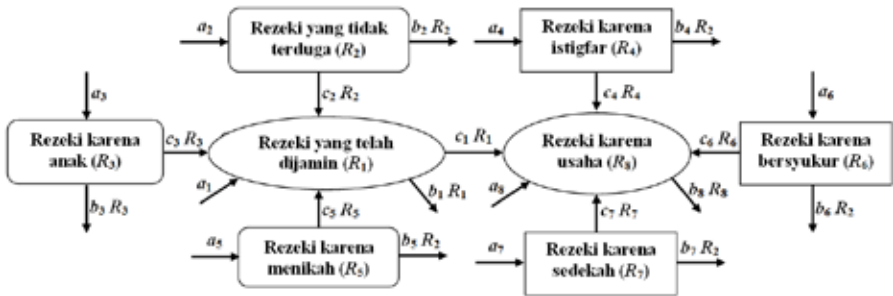 a₂
Rezeki yang tidak
terduga (R₂)
b₂ R₂
a₄
Rezeki karena
istigfar (R₄)
b₄ R₂
a₃
c₂ R₂
c₄ R₄
a₆
Rezeki karena
anak (R₃)
c₃ R₃
Rezeki yang telah
dijamin (R₁)
c₁ R₁
Rezeki karena
usaha (R₈)
c₆ R₆
Rezeki karena
bersyukur (R₆)
b₃ R₃
a₁
c₅ R₅
b₁ R₁
a₈
c₇ R₇
b₈ R₈
b₆ R₂
a₅
Rezeki karena
menikah (R₅)
b₅ R₂
a₇
Rezeki karena
sedekah (R₇)
b₇ R₂